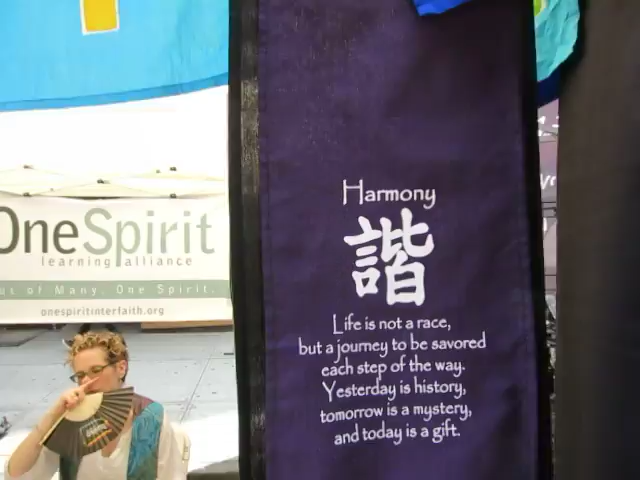 OneSpirit
learning alliance
us of Many. One Spirit.
onespiritinterfaith.org
Harmony
諧
Life is not a race,
but a journey to be savored
each step of the way.
Yesterday is history,
tomorrow is a mystery,
and today is a gift.